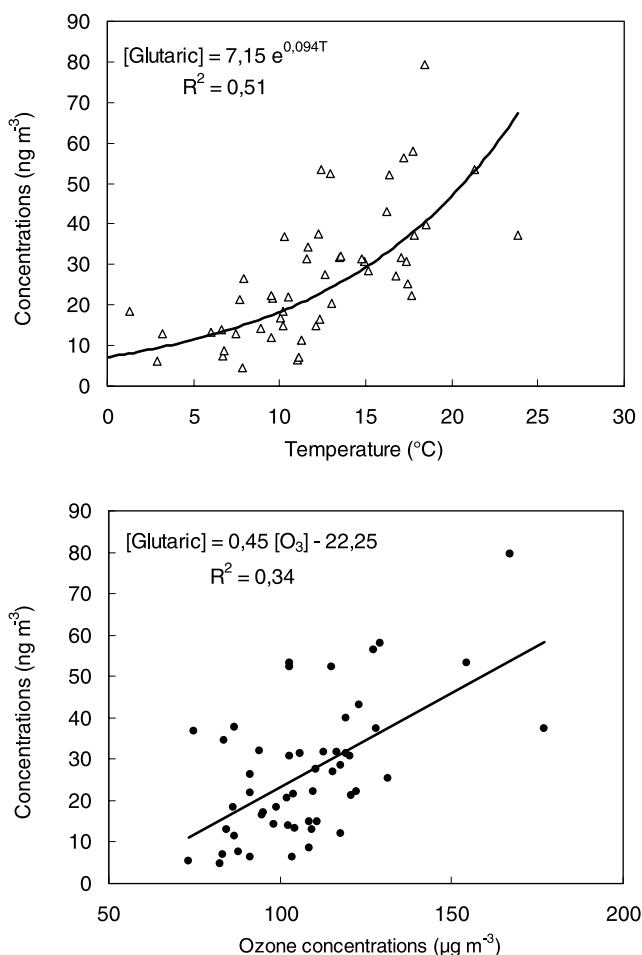 90
80
70
60
50
40
30
20
10
0
Concentrations (ng m⁻³)
[Glutaric] = 7,15 e⁰,⁰⁹⁴ᵀ
R² = 0,51
0 5 10 15 20 25 30
Temperature (°C)
90
80
70
60
50
40
30
20
10
0
Concentrations (ng m⁻³)
[Glutaric] = 0,45 [O₃] - 22,25
R² = 0,34
50 100 150 200
Ozone concentrations (µg m⁻³)